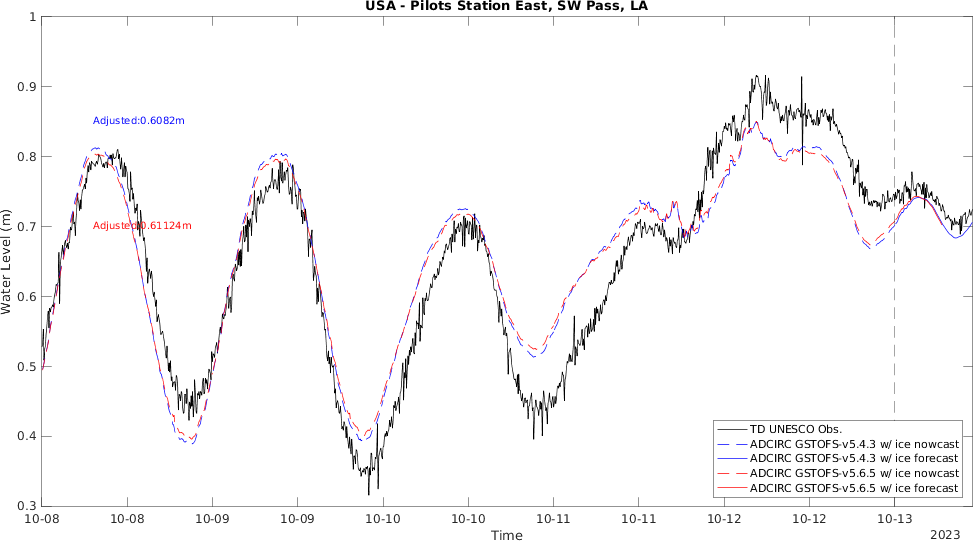 USA - Pilots Station East, SW Pass, LA
1
0.9
0.8
0.7
0.6
0.5
0.4
0.3
Water Level (m)
Adjusted:0.6082m
Adjusted:0.61124m
TD UNESCO Obs.
ADCIRC GSTOFS-v5.4.3 w/ ice nowcast
ADCIRC GSTOFS-v5.4.3 w/ ice forecast
ADCIRC GSTOFS-v5.6.5 w/ ice nowcast
ADCIRC GSTOFS-v5.6.5 w/ ice forecast
10-08 10-08 10-09 10-09 10-10 10-10 10-11 10-11 10-12 10-12 10-13
Time
2023